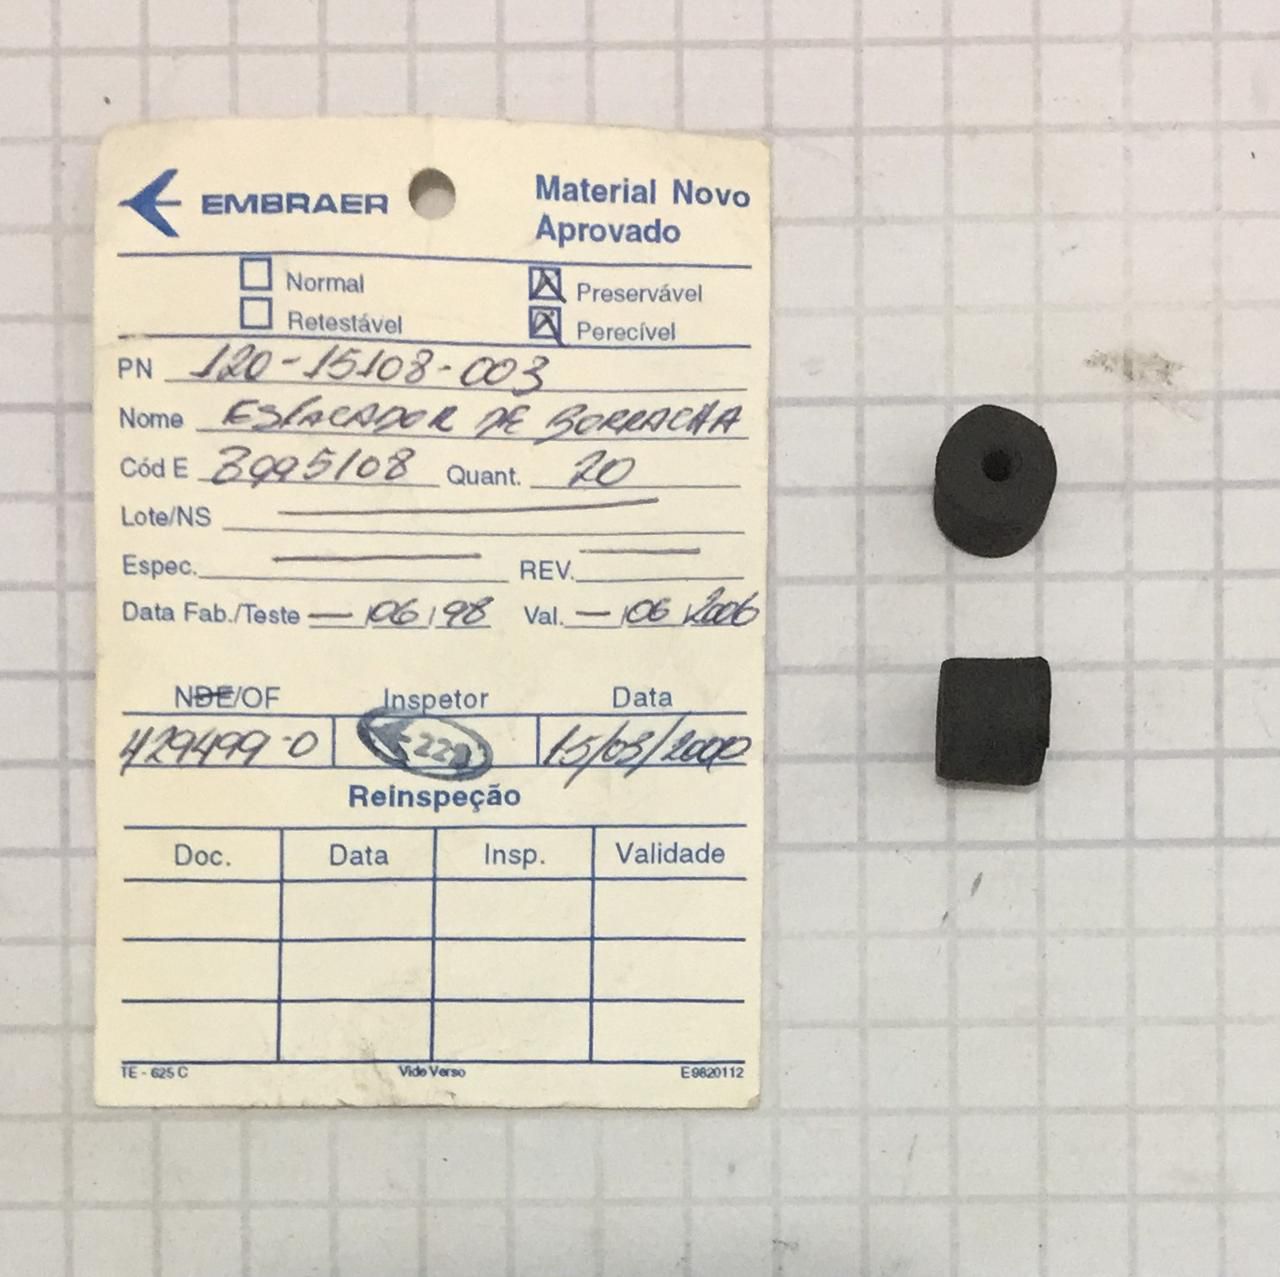 EMBRAER
Material Novo
Aprovado
Normal Preservável
Retestável Perecível
PN 120-15108-003
Nome ESPACADOR DE BORRACHA
Cód E 3995108 Quant. 20
Lote/NS
Espec. REV.
Data Fab./Teste — 06/98 Val. — 06 2006
NDE/OF Inspetor Data
429499-0 15/03/2000
Reinspeção
Doc. Data Insp. Validade
TE - 625 C Vide Verso E9820112